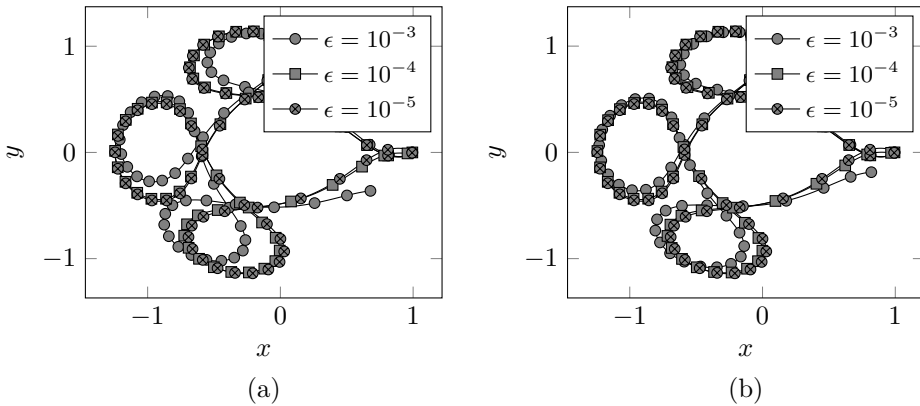 1
0
−1
y
ϵ = 10⁻³
ϵ = 10⁻⁴
ϵ = 10⁻⁵
−1 0 1
x
(a)
1
0
−1
y
ϵ = 10⁻³
ϵ = 10⁻⁴
ϵ = 10⁻⁵
−1 0 1
x
(b)